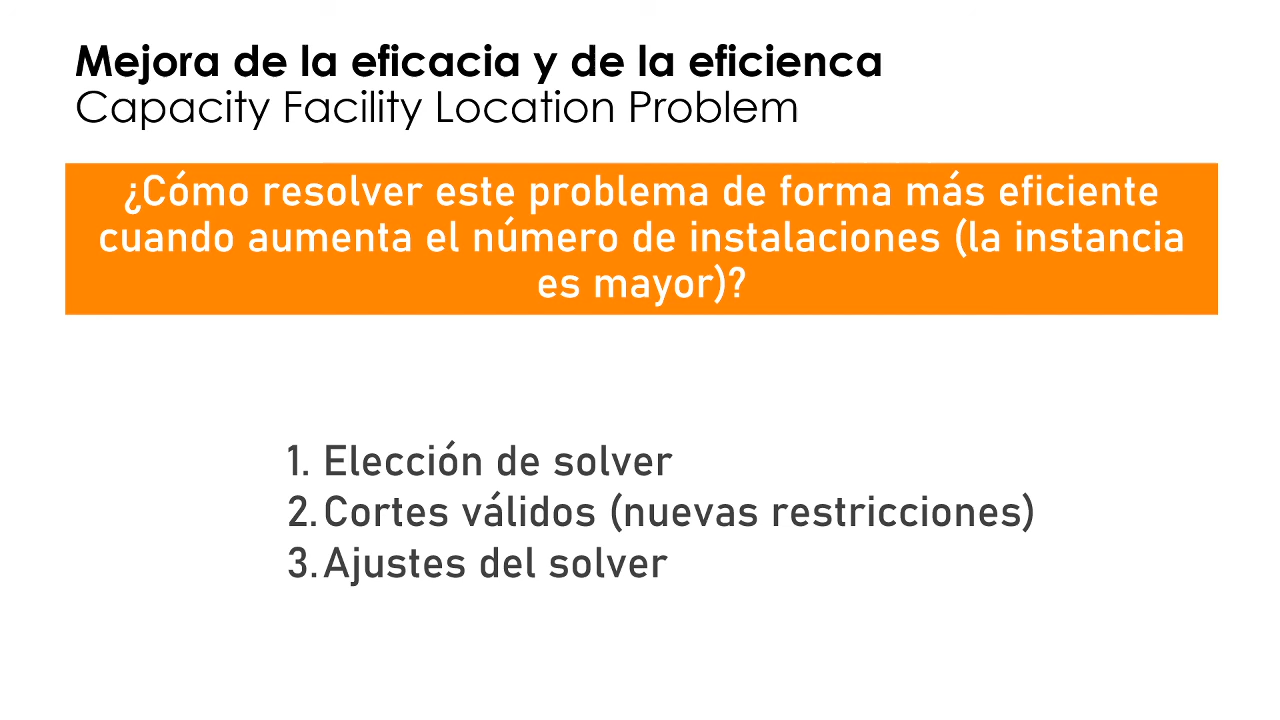 Mejora de la eficacia y de la eficienca
Capacity Facility Location Problem
¿Cómo resolver este problema de forma más eficiente
cuando aumenta el número de instalaciones (la instancia
es mayor)?
1. Elección de solver
2. Cortes válidos (nuevas restricciones)
3. Ajustes del solver